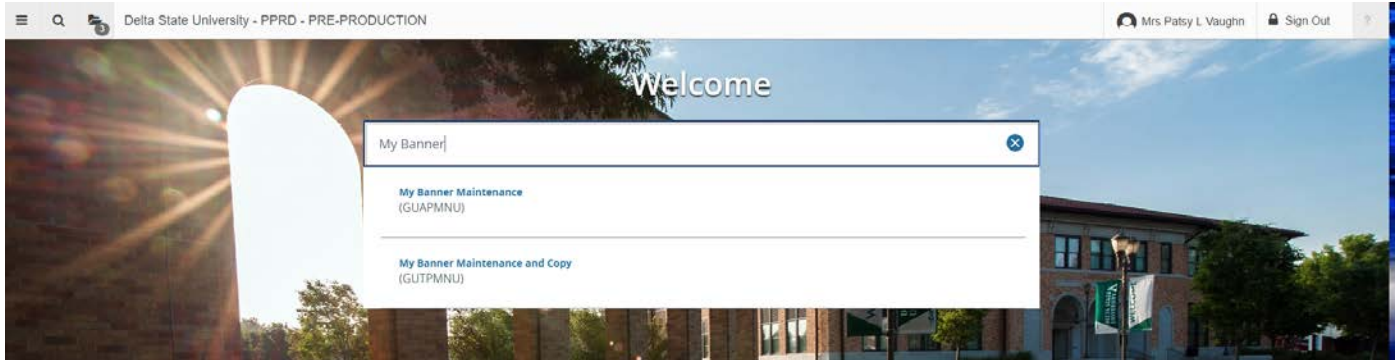 3
Delta State University - PPRD - PRE-PRODUCTION
Mrs Patsy L Vaughn
Sign Out
?
Welcome
My Banner
My Banner Maintenance
(GUAPMNU)
My Banner Maintenance and Copy
(GUTPMNU)